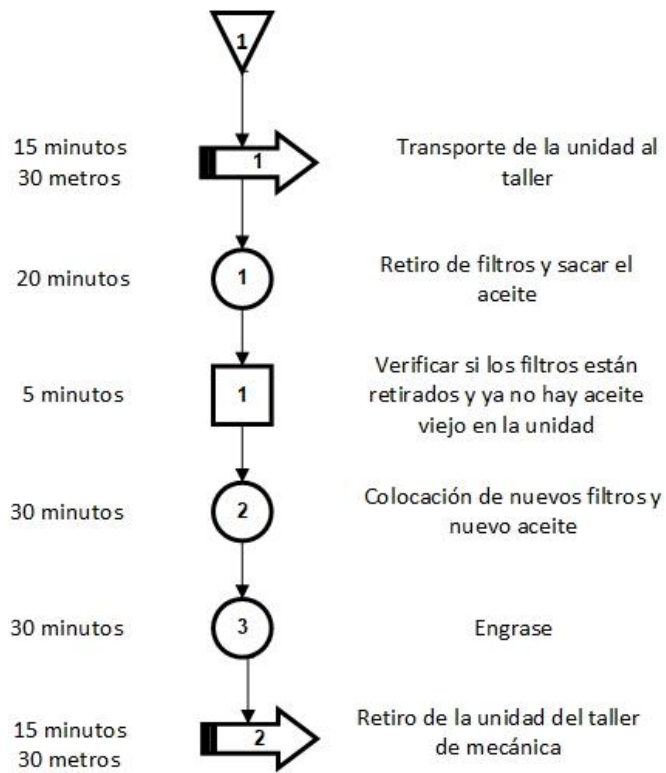 1
15 minutos
30 metros
1
Transporte de la unidad al
taller
20 minutos
1
Retiro de filtros y sacar el
aceite
5 minutos
1
Verificar si los filtros están
retirados y ya no hay aceite
viejo en la unidad
30 minutos
2
Colocación de nuevos filtros y
nuevo aceite
30 minutos
3
Engrase
15 minutos
30 metros
2
Retiro de la unidad del taller
de mecánica